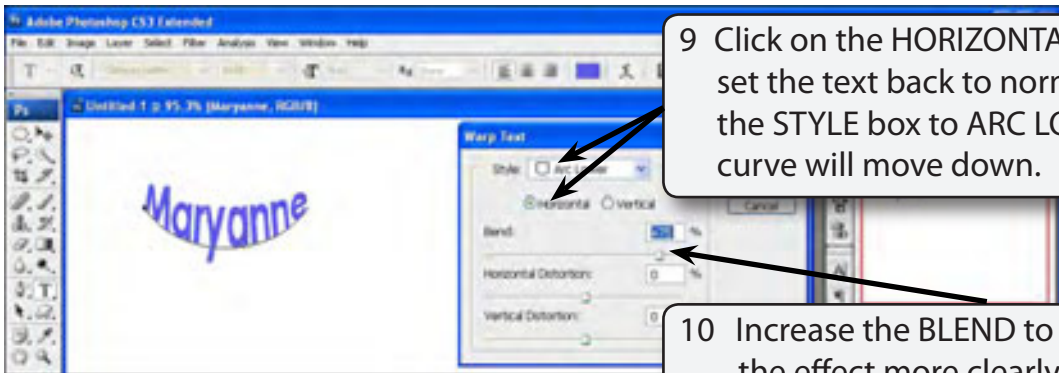 Adobe Photoshop CS3 Extended
File Edit Image Layer Select Filter Analysis View Window Help
T
Ps
Untitled 1 @ 95.3% (Maryanne, RGB/8)
Maryanne
Warp Text
Style: Arc Lower
Horizontal Vertical
Cancel
Bend: %
Horizontal Distortion: 0 %
Vertical Distortion: 0
9 Click on the HORIZONTA
set the text back to norm
the STYLE box to ARC LO
curve will move down.
10 Increase the BLEND to
the effect more clearly